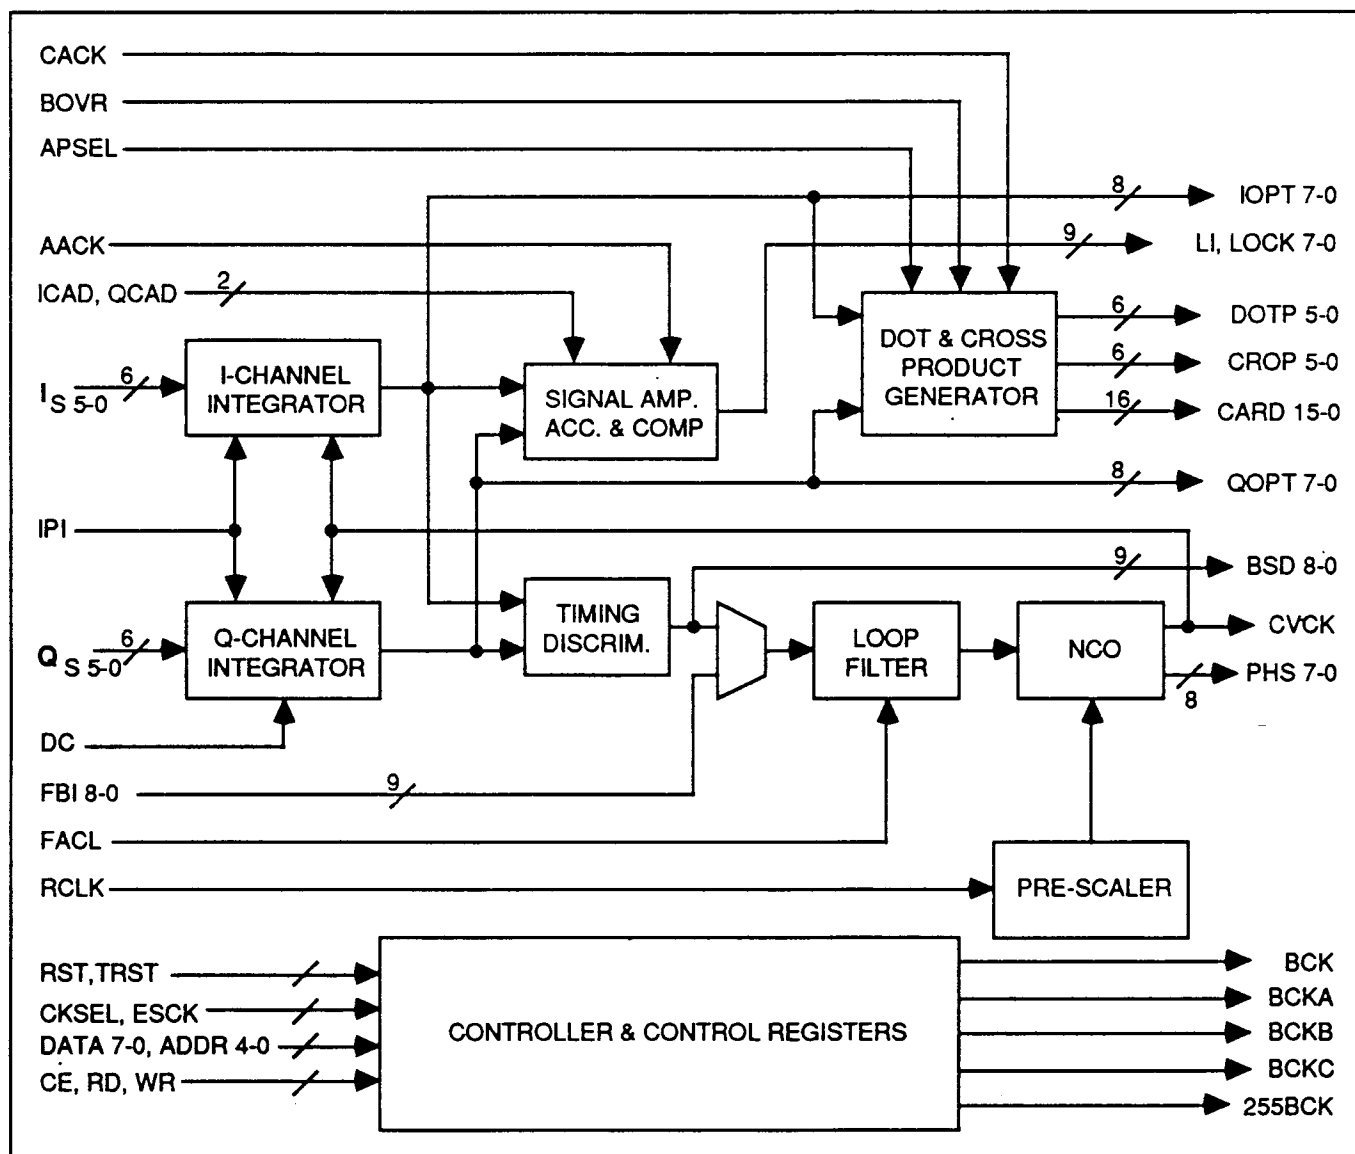 CACK
BOVR
APSEL
8
IOPT 7-0
AACK
9
LI, LOCK 7-0
ICAD, QCAD
2
6
DOTP 5-0
DOT & CROSS
PRODUCT
GENERATOR
6
CROP 5-0
16
CARD 15-0
I S 5-0
6
I-CHANNEL
INTEGRATOR
SIGNAL AMP.
ACC. & COMP
8
QOPT 7-0
IPI
9
BSD 8-0
Q S 5-0
6
Q-CHANNEL
INTEGRATOR
TIMING
DISCRIM.
LOOP
FILTER
NCO
CVCK
8
PHS 7-0
DC
FBI 8-0
9
FACL
RCLK
PRE-SCALER
RST,TRST
CKSEL, ESCK
DATA 7-0, ADDR 4-0
CE, RD, WR
CONTROLLER & CONTROL REGISTERS
BCK
BCKA
BCKB
BCKC
255BCK